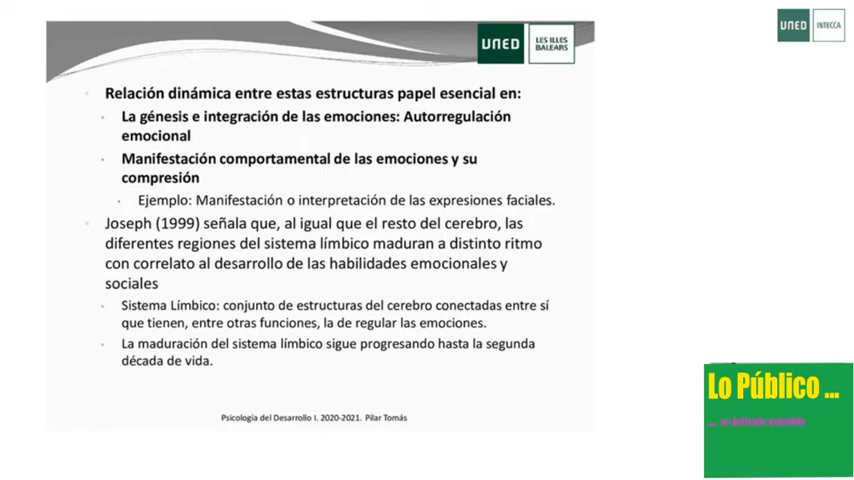 UNED
LES ILLES
BALEARS
UNED
INTECCA
Relación dinámica entre estas estructuras papel esencial en:
La génesis e integración de las emociones: Autorregulación
emocional
Manifestación comportamental de las emociones y su
compresión
Ejemplo: Manifestación o interpretación de las expresiones faciales.
Joseph (1999) señala que, al igual que el resto del cerebro, las
diferentes regiones del sistema límbico maduran a distinto ritmo
con correlato al desarrollo de las habilidades emocionales y
sociales
Sistema Límbico: conjunto de estructuras del cerebro conectadas entre sí
que tienen, entre otras funciones, la de regular las emociones.
La maduración del sistema límbico sigue progresando hasta la segunda
década de vida.
Psicología del Desarrollo I. 2020-2021. Pilar Tomás
Lo Público ...